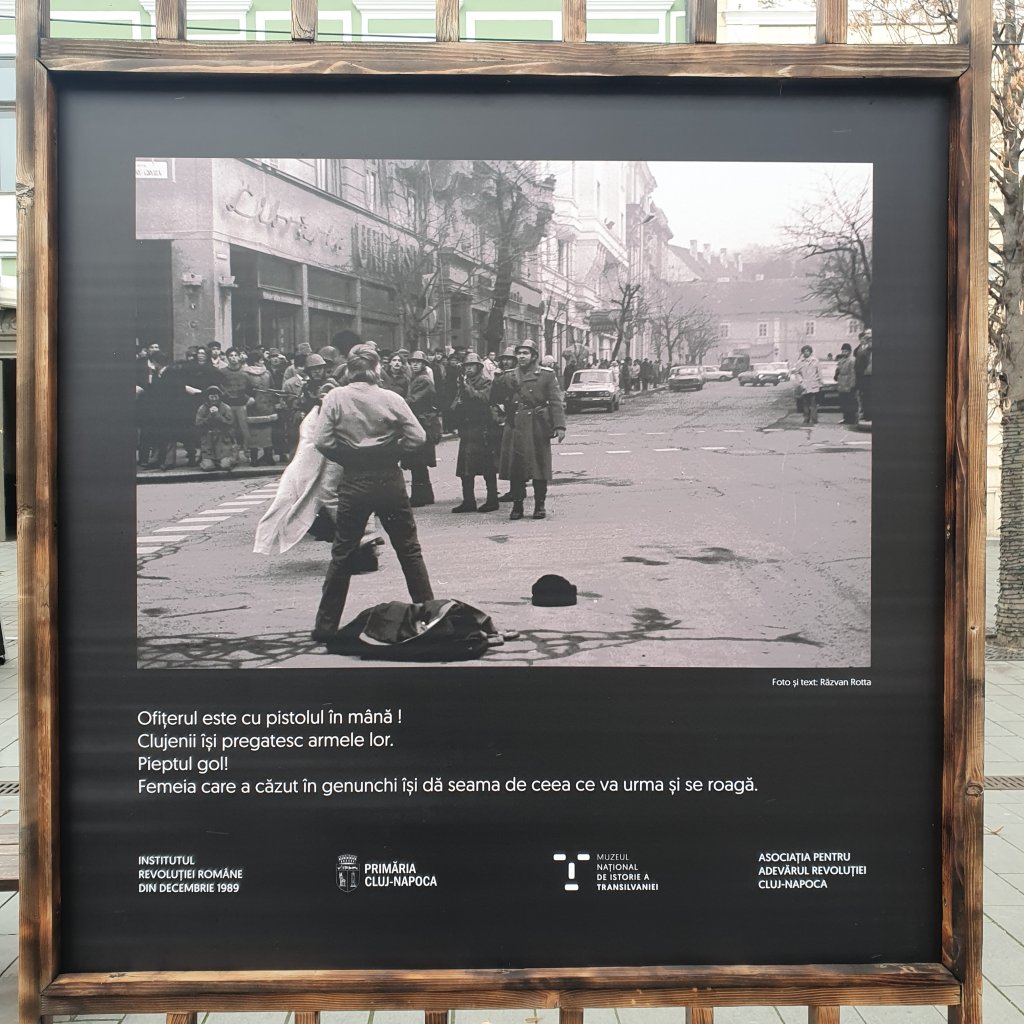 Foto și text: Răzvan Rotta
Ofițerul este cu pistolul în mână !
Clujenii își pregatesc armele lor.
Pieptul gol!
Femeia care a căzut în genunchi își dă seama de ceea ce va urma și se roagă.
INSTITUTUL
REVOLUȚIEI ROMÂNE
DIN DECEMBRIE 1989
PRIMĂRIA
CLUJ-NAPOCA
MUZEUL
NAȚIONAL
DE ISTORIE A
TRANSILVANIEI
ASOCIAȚIA PENTRU
ADEVĂRUL REVOLUȚIEI
CLUJ-NAPOCA